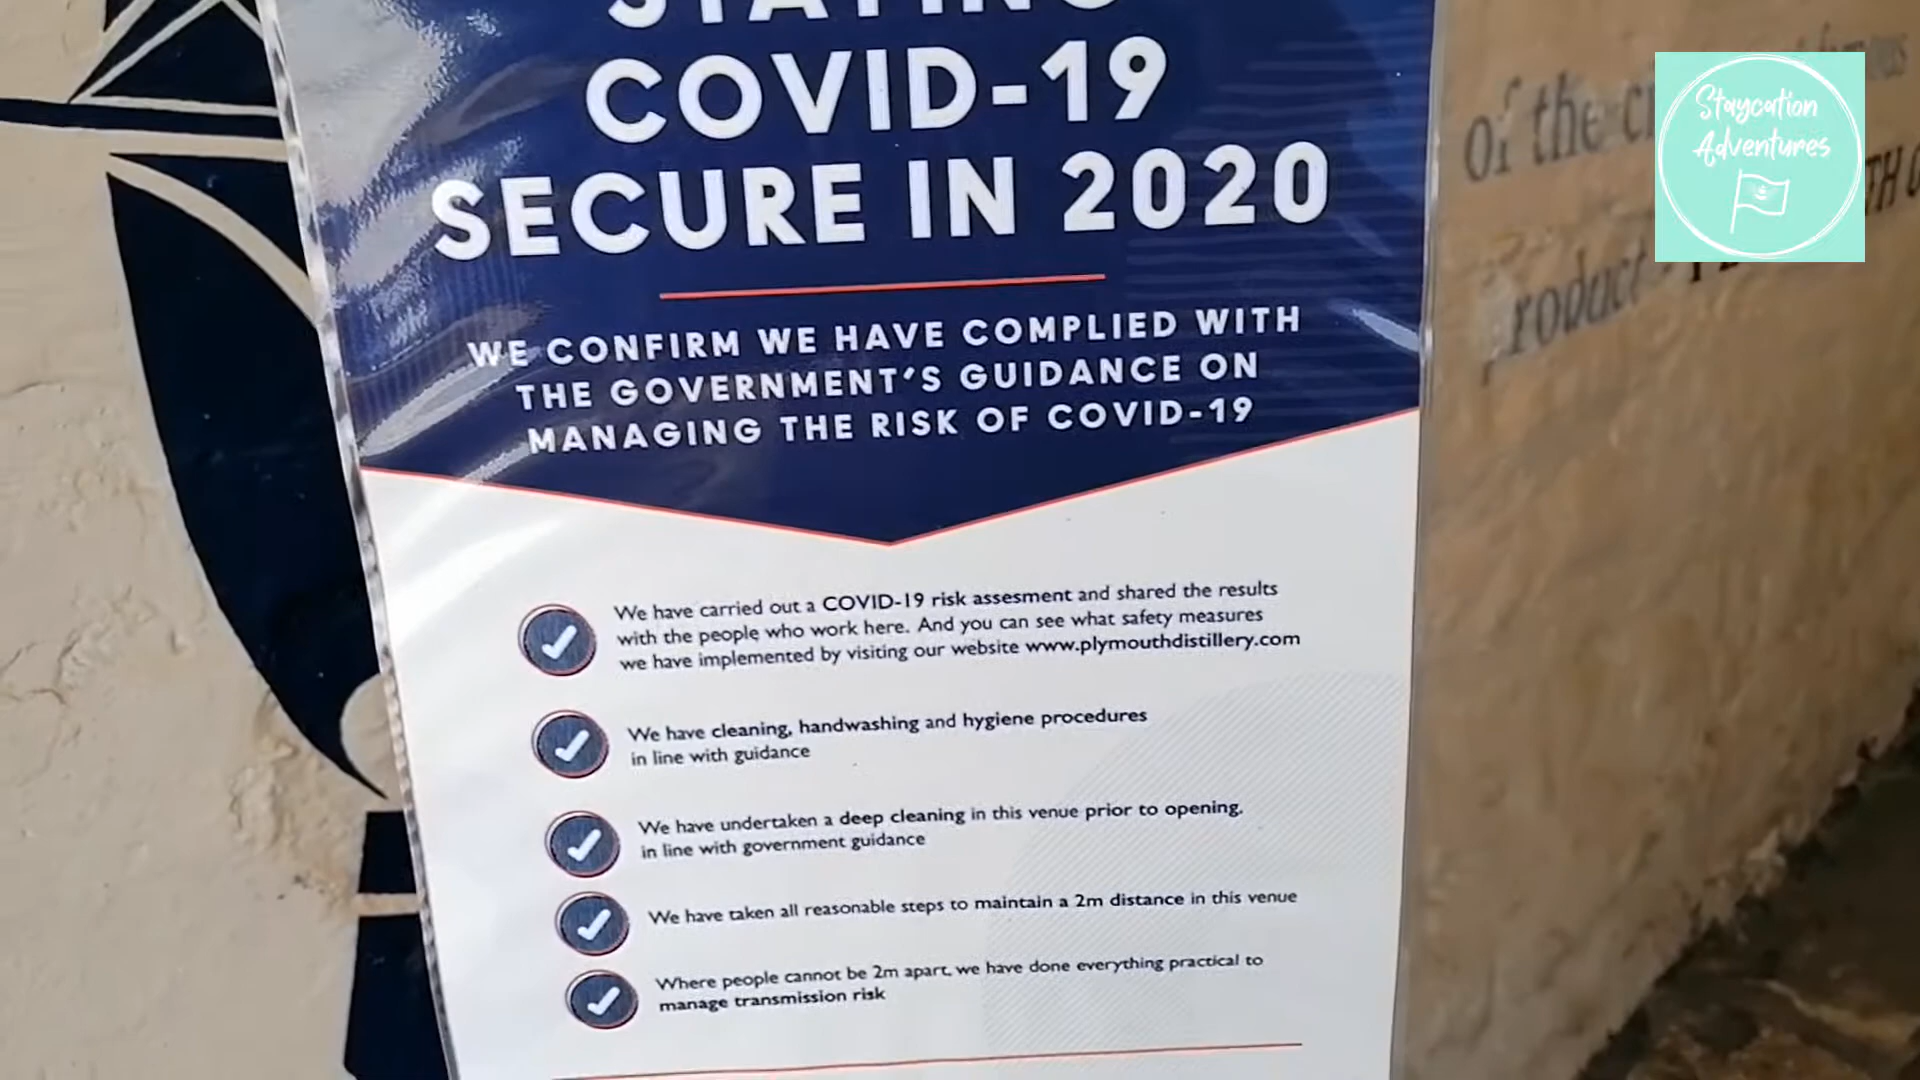 STAYING
COVID-19
SECURE IN 2020
WE CONFIRM WE HAVE COMPLIED WITH
THE GOVERNMENT'S GUIDANCE ON
MANAGING THE RISK OF COVID-19
We have carried out a COVID-19 risk assesment and shared the results
with the people who work here. And you can see what safety measures
we have implemented by visiting our website www.plymouthdistillery.com
We have cleaning, handwashing and hygiene procedures
in line with guidance
We have undertaken a deep cleaning in this venue prior to opening,
in line with government guidance
We have taken all reasonable steps to maintain a 2m distance in this venue
Where people cannot be 2m apart, we have done everything practical to
manage transmission risk
Staycation
Adventures
of the
product